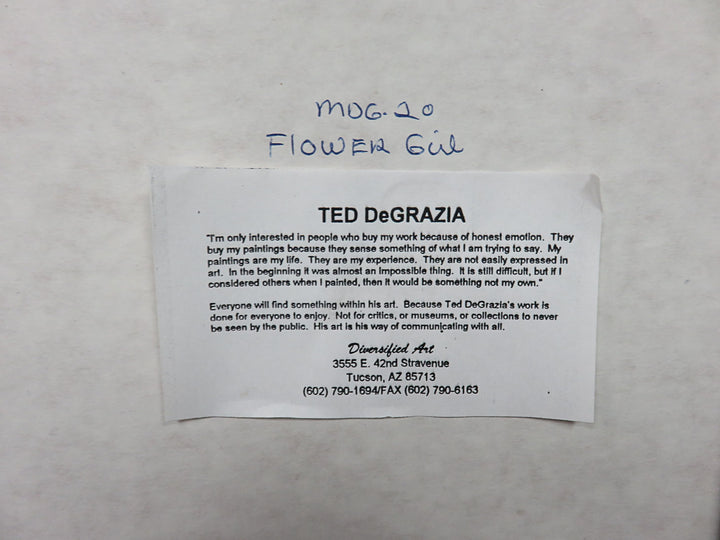 MDG-20
FLOWER Girl
TED DeGRAZIA
"I'm only interested in people who buy my work because of honest emotion. They
buy my paintings because they sense something of what I am trying to say. My
paintings are my life. They are my experience. They are not easily expressed in
art. In the beginning it was almost an impossible thing. It is still difficult, but if I
considered others when I painted, then it would be something not my own."
Everyone will find something within his art. Because Ted DeGrazia's work is
done for everyone to enjoy. Not for critics, or museums, or collections to never
be seen by the public. His art is his way of communicating with all.
Diversified Art
3555 E. 42nd Stravenue
Tucson, AZ 85713
(602) 790-1694/FAX (602) 790-6163